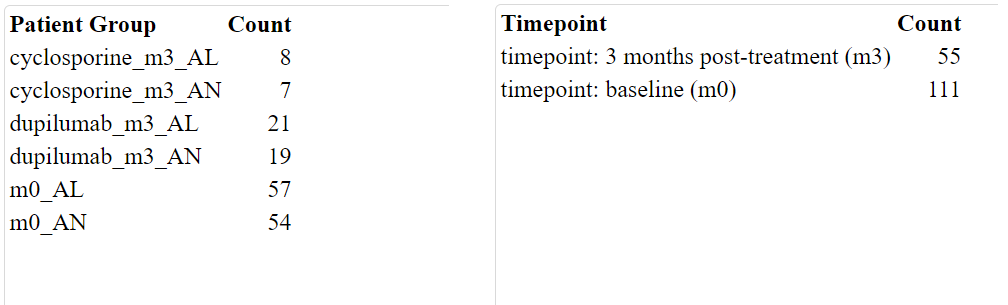 Patient Group Count
cyclosporine_m3_AL 8
cyclosporine_m3_AN 7
dupilumab_m3_AL 21
dupilumab_m3_AN 19
m0_AL 57
m0_AN 54
Timepoint Count
timepoint: 3 months post-treatment (m3) 55
timepoint: baseline (m0) 111